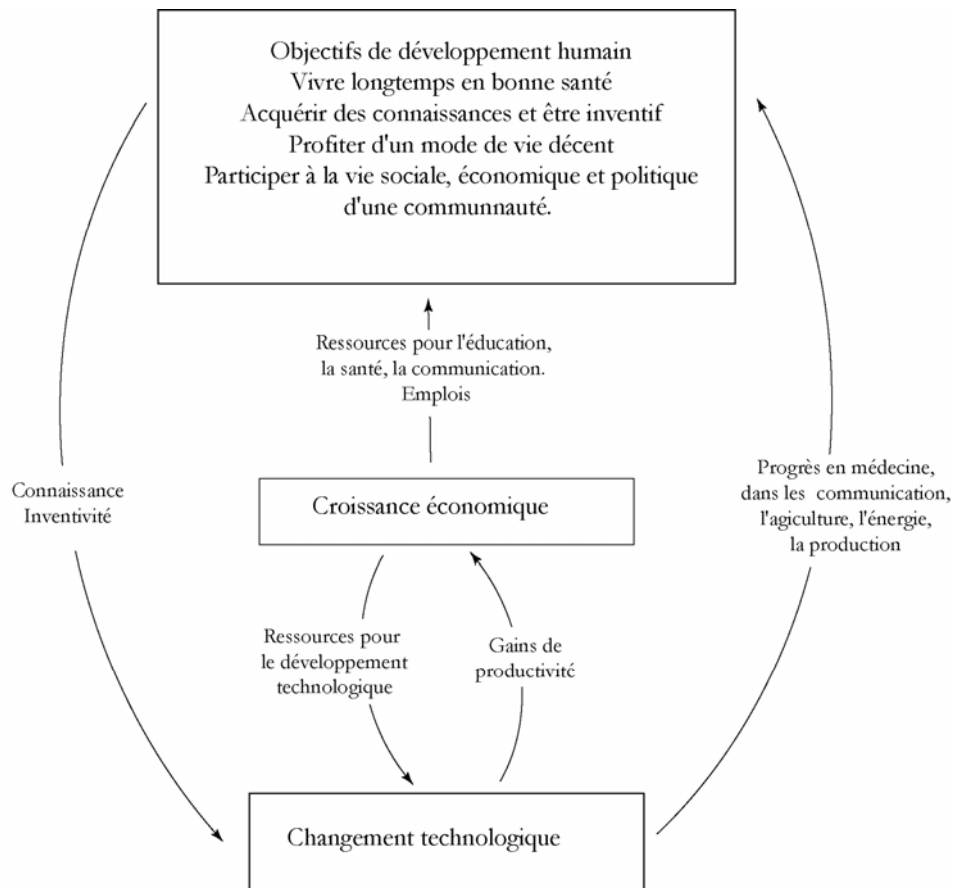 Objectifs de développement humain
Vivre longtemps en bonne santé
Acquérir des connaissances et être inventif
Profiter d'un mode de vie décent
Participer à la vie sociale, économique et politique
d'une communnauté.
Ressources pour l'éducation,
la santé, la communication.
Emplois
Connaissance
Inventivité
Croissance économique
Progrès en médecine,
dans les communication,
l'agiculture, l'énergie,
la production
Ressources pour
le développement
technologique
Gains de
productivité
Changement technologique